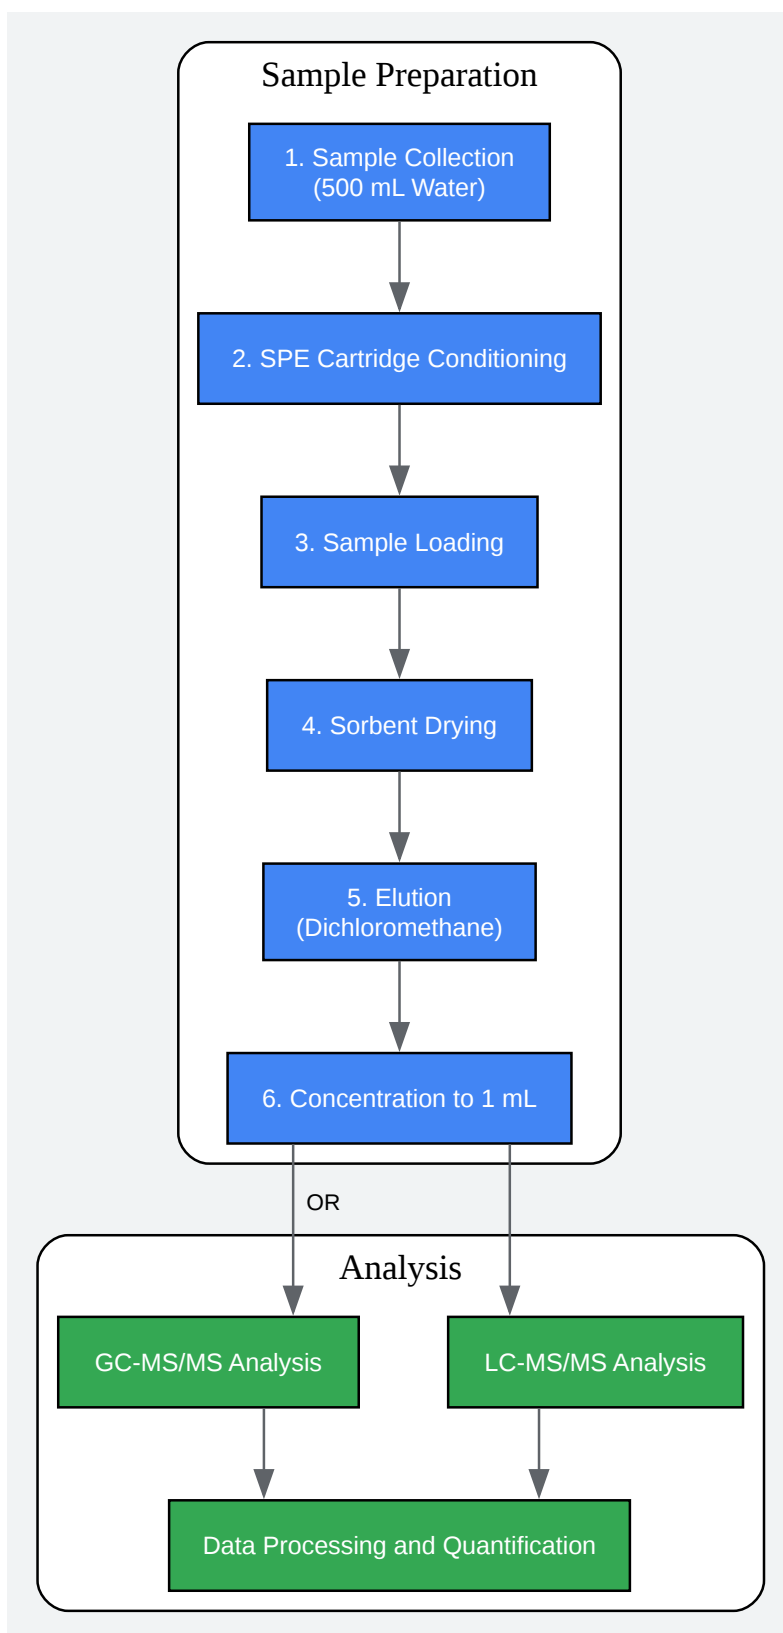 Sample Preparation
1. Sample Collection
(500 mL Water)
2. SPE Cartridge Conditioning
3. Sample Loading
4. Sorbent Drying
5. Elution
(Dichloromethane)
6. Concentration to 1 mL
OR
Analysis
GC-MS/MS Analysis
LC-MS/MS Analysis
Data Processing and Quantification